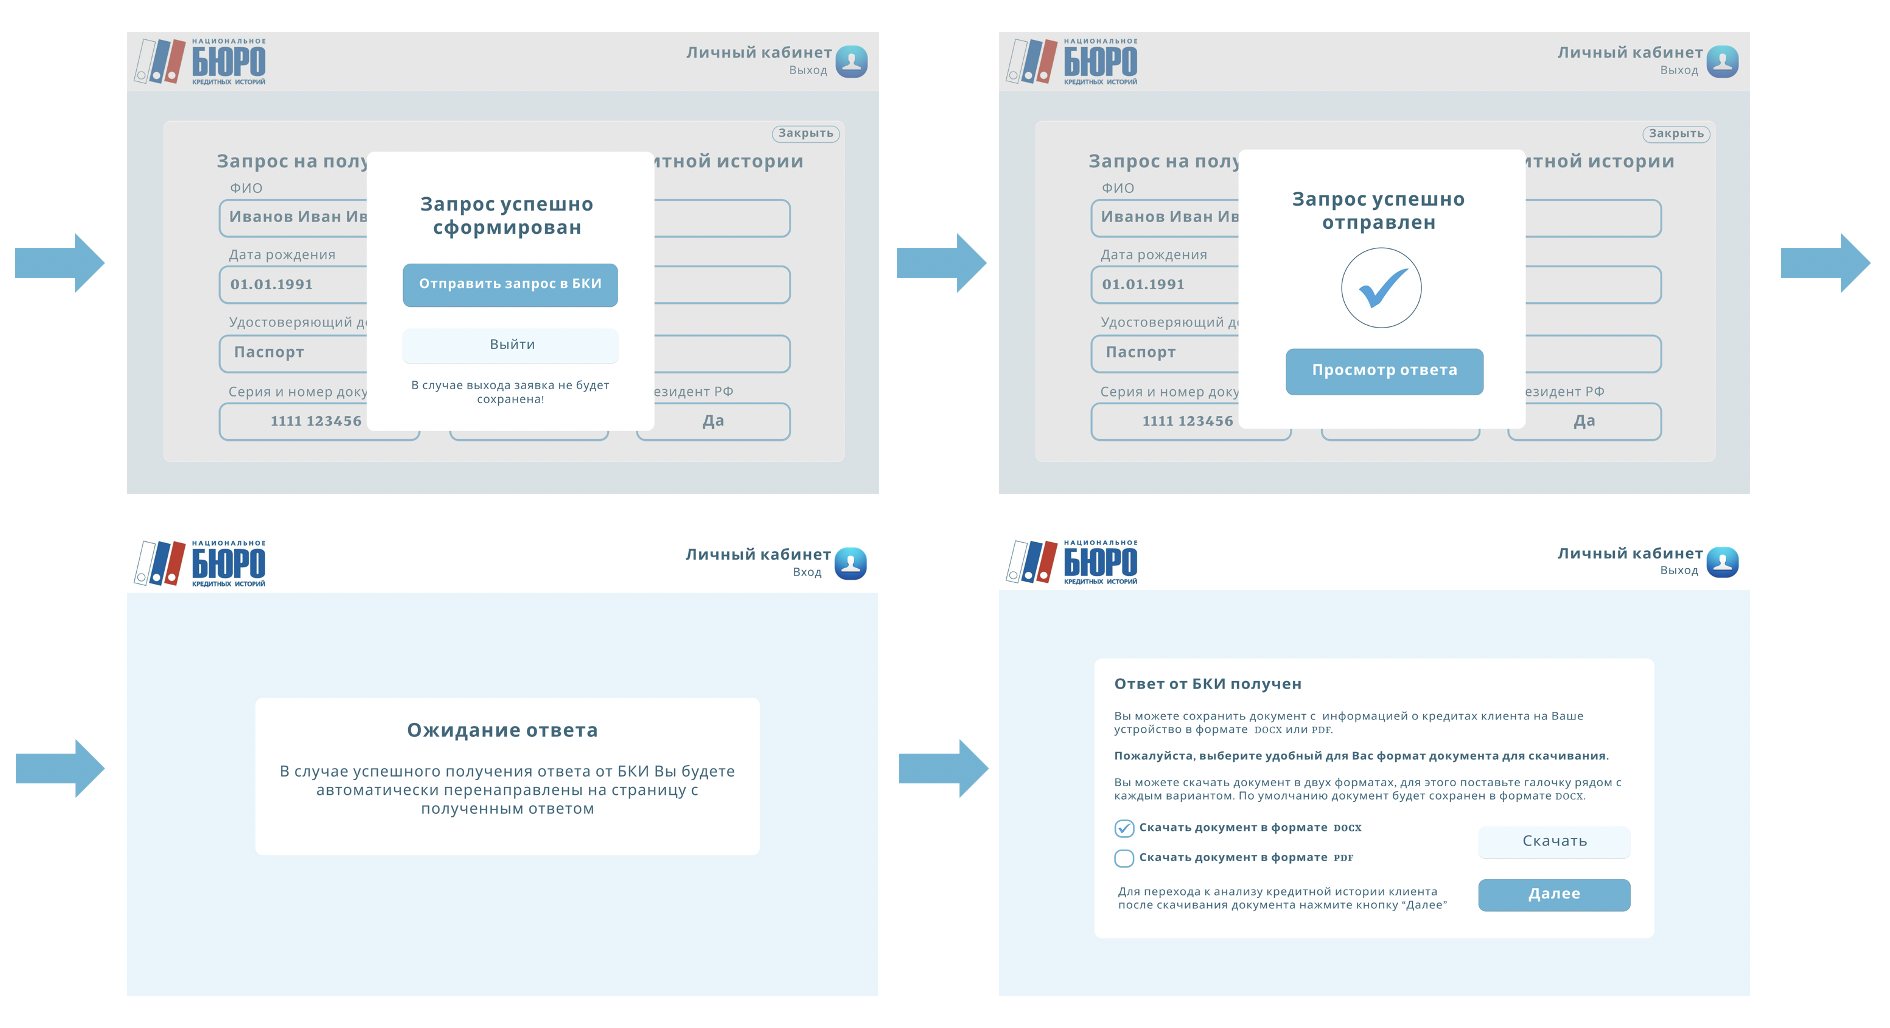 НАЦИОНАЛЬНОЕ
БЮРО
КРЕДИТНЫХ ИСТОРИЙ
Личный кабинет
Выход
Закрыть
Запрос на полу
итной истории
ФИО
Иванов Иван Ив
Дата рождения
01.01.1991
Удостоверяющий д
Паспорт
Серия и номер доку
езидент РФ
1111 123456
Да
Запрос успешно
сформирован
Отправить запрос в БКИ
Выйти
В случае выхода заявка не будет
сохранена!
НАЦИОНАЛЬНОЕ
БЮРО
КРЕДИТНЫХ ИСТОРИЙ
Личный кабинет
Выход
Закрыть
Запрос на полу
итной истории
ФИО
Иванов Иван Ив
Дата рождения
01.01.1991
Удостоверяющий д
Паспорт
Серия и номер доку
езидент РФ
1111 123456
Да
Запрос успешно
отправлен
Просмотр ответа
НАЦИОНАЛЬНОЕ
БЮРО
КРЕДИТНЫХ ИСТОРИЙ
Личный кабинет
Вход
Ожидание ответа
В случае успешного получения ответа от БКИ Вы будете
автоматически перенаправлены на страницу с
полученным ответом
НАЦИОНАЛЬНОЕ
БЮРО
КРЕДИТНЫХ ИСТОРИЙ
Личный кабинет
Выход
Ответ от БКИ получен
Вы можете сохранить документ с информацией о кредитах клиента на Ваше
устройство в формате DOCX или PDF.
Пожалуйста, выберите удобный для Вас формат документа для скачивания.
Вы можете скачать документ в двух форматах, для этого поставьте галочку рядом с
каждым вариантом. По умолчанию документ будет сохранен в формате DOCX.
Скачать документ в формате DOCX
Скачать документ в формате PDF
Скачать
Для перехода к анализу кредитной истории клиента
после скачивания документа нажмите кнопку “Далее”
Далее